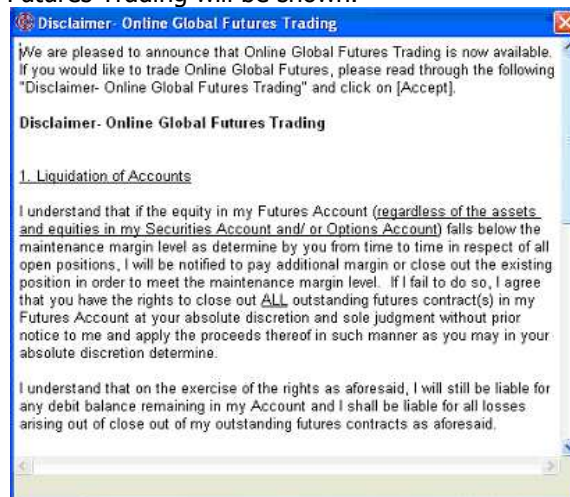 Futures Trading will be shown.
Disclaimer- Online Global Futures Trading
We are pleased to announce that Online Global Futures Trading is now available.
If you would like to trade Online Global Futures, please read through the following
"Disclaimer- Online Global Futures Trading" and click on [Accept].
Disclaimer- Online Global Futures Trading
1. Liquidation of Accounts
I understand that if the equity in my Futures Account (regardless of the assets
and equities in my Securities Account and/ or Options Account) falls below the
maintenance margin level as determine by you from time to time in respect of all
open positions, I will be notified to pay additional margin or close out the existing
position in order to meet the maintenance margin level.  If I fail to do so, I agree
that you have the rights to close out ALL outstanding futures contract(s) in my
Futures Account at your absolute discretion and sole judgment without prior
notice to me and apply the proceeds thereof in such manner as you may in your
absolute discretion determine.
I understand that on the exercise of the rights as aforesaid, I will still be liable for
any debit balance remaining in my Account and I shall be liable for all losses
arising out of close out of my outstanding futures contracts as aforesaid.